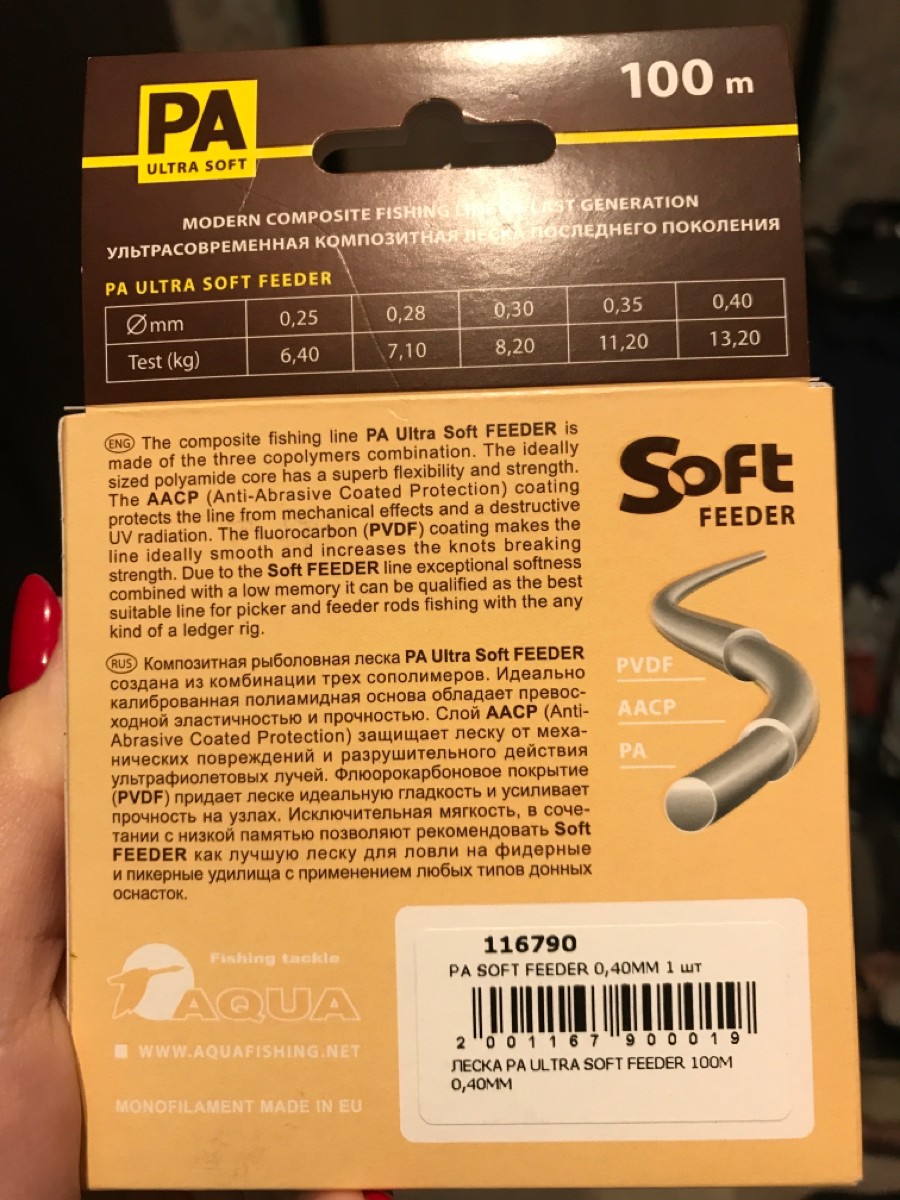 PA
ULTRA SOFT
100 m
MODERN COMPOSITE FISHING LINE LAST GENERATION
УЛЬТРАСОВРЕМЕННАЯ КОМПОЗИТНАЯ ЛЕСКА ПОСЛЕДНЕГО ПОКОЛЕНИЯ
PA ULTRA SOFT FEEDER
Ømm 0,25 0,28 0,30 0,35 0,40
Test (kg) 6,40 7,10 8,20 11,20 13,20
ENG The composite fishing line PA Ultra Soft FEEDER is
made of the three copolymers combination. The ideally
sized polyamide core has a superb flexibility and strength.
The AACP (Anti-Abrasive Coated Protection) coating
protects the line from mechanical effects and a destructive
UV radiation. The fluorocarbon (PVDF) coating makes the
line ideally smooth and increases the knots breaking
strength. Due to the Soft FEEDER line exceptional softness
combined with a low memory it can be qualified as the best
suitable line for picker and feeder rods fishing with the any
kind of a ledger rig.
RUS Композитная рыболовная леска PA Ultra Soft FEEDER
создана из комбинации трех сополимеров. Идеально
калиброванная полиамидная основа обладает превос-
ходной эластичностью и прочностью. Слой AACP (Anti-
Abrasive Coated Protection) защищает леску от меха-
нических повреждений и разрушительного действия
ультрафиолетовых лучей. Флюорокарбоновое покрытие
(PVDF) придает леске идеальную гладкость и усиливает
прочность на узлах. Исключительная мягкость, в соче-
тании с низкой памятью позволяют рекомендовать Soft
FEEDER как лучшую леску для ловли на фидерные
и пикерные удилища с применением любых типов донных
оснасток.
Soft
FEEDER
PVDF
AACP
PA
Fishing tackle
AQUA
WWW.AQUAFISHING.NET
MONOFILAMENT MADE IN EU
116790
PA SOFT FEEDER 0,40MM 1 шт
2 001167 900019
ЛЕСКА PA ULTRA SOFT FEEDER 100М
0,40ММ